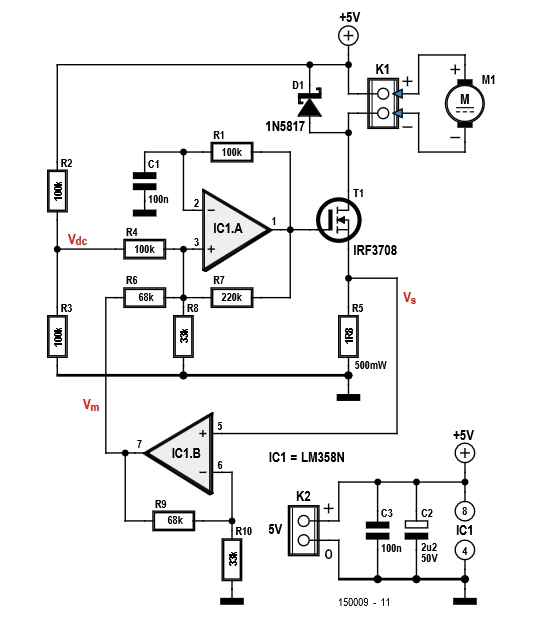 +5V
K1
+
M1
D1
+
M
1N5817
–
–
R1
100k
C1
100n
R2
100k
T1
2
–
IC1.A
1
3
+
IRF3708
Vdc
R4
100k
R6
68k
R7
220k
Vs
R3
100k
R8
33k
R5
1R8
500mW
Vm
+
5
7
IC1.B
IC1 = LM358N
–
6
+5V
K2
+
R9
68k
5V
C3
100n
C2
2u2
50V
8
IC1
4
R10
33k
0
150009 - 11